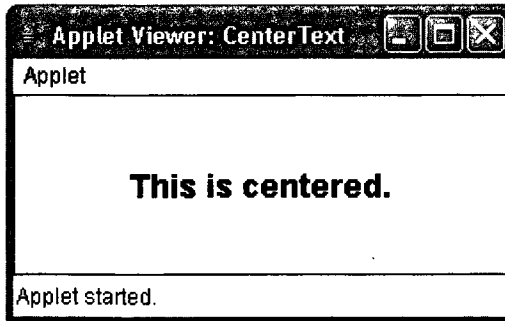 Applet Viewer: CenterText
Applet
This is centered.
Applet started.